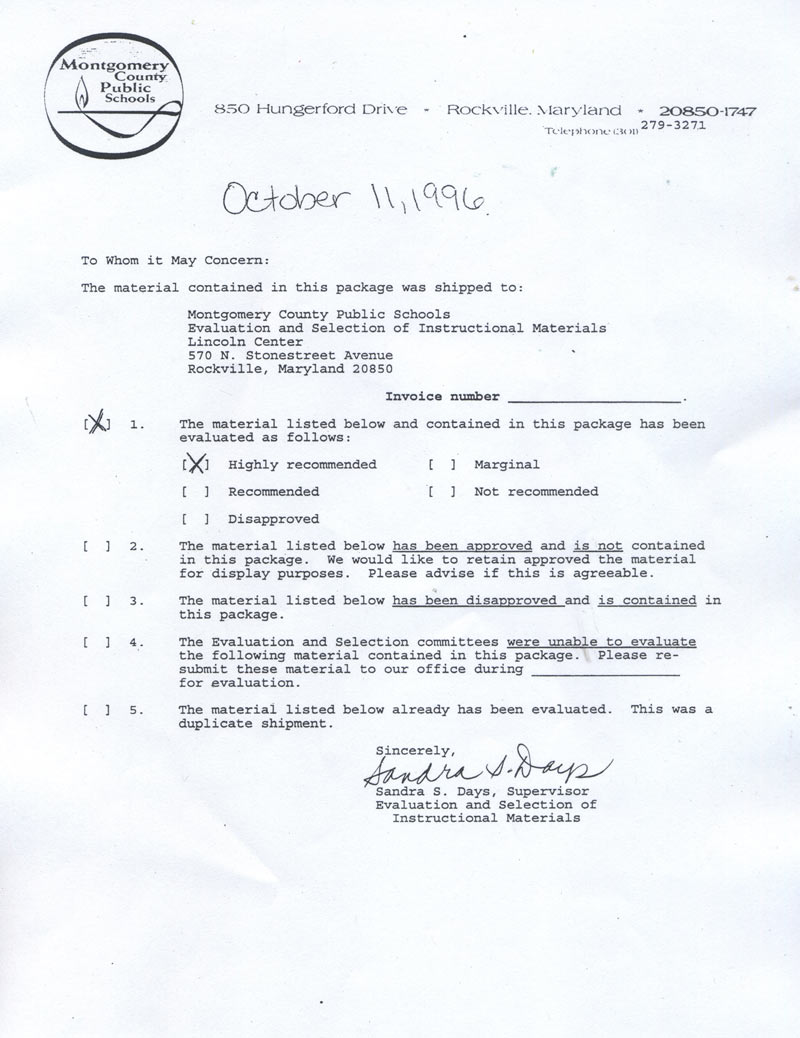 Montgomery
County
Public
Schools
850 Hungerford Drive * Rockville, Maryland * 20850-1747
Telephone (301) 279-3271
October 11, 1996
To Whom it May Concern:
The material contained in this package was shipped to:
Montgomery County Public Schools
Evaluation and Selection of Instructional Materials
Lincoln Center
570 N. Stonestreet Avenue
Rockville, Maryland 20850
Invoice number ____________________.
[X] 1. The material listed below and contained in this package has been
evaluated as follows:
[X] Highly recommended [ ] Marginal
[ ] Recommended [ ] Not recommended
[ ] Disapproved
[ ] 2. The material listed below has been approved and is not contained
in this package. We would like to retain approved the material
for display purposes. Please advise if this is agreeable.
[ ] 3. The material listed below has been disapproved and is contained in
this package.
[ ] 4. The Evaluation and Selection committees were unable to evaluate
the following material contained in this package. Please re-
submit these material to our office during __________________
for evaluation.
[ ] 5. The material listed below already has been evaluated. This was a
duplicate shipment.
Sincerely,
Sandra S. Days
Sandra S. Days, Supervisor
Evaluation and Selection of
Instructional Materials